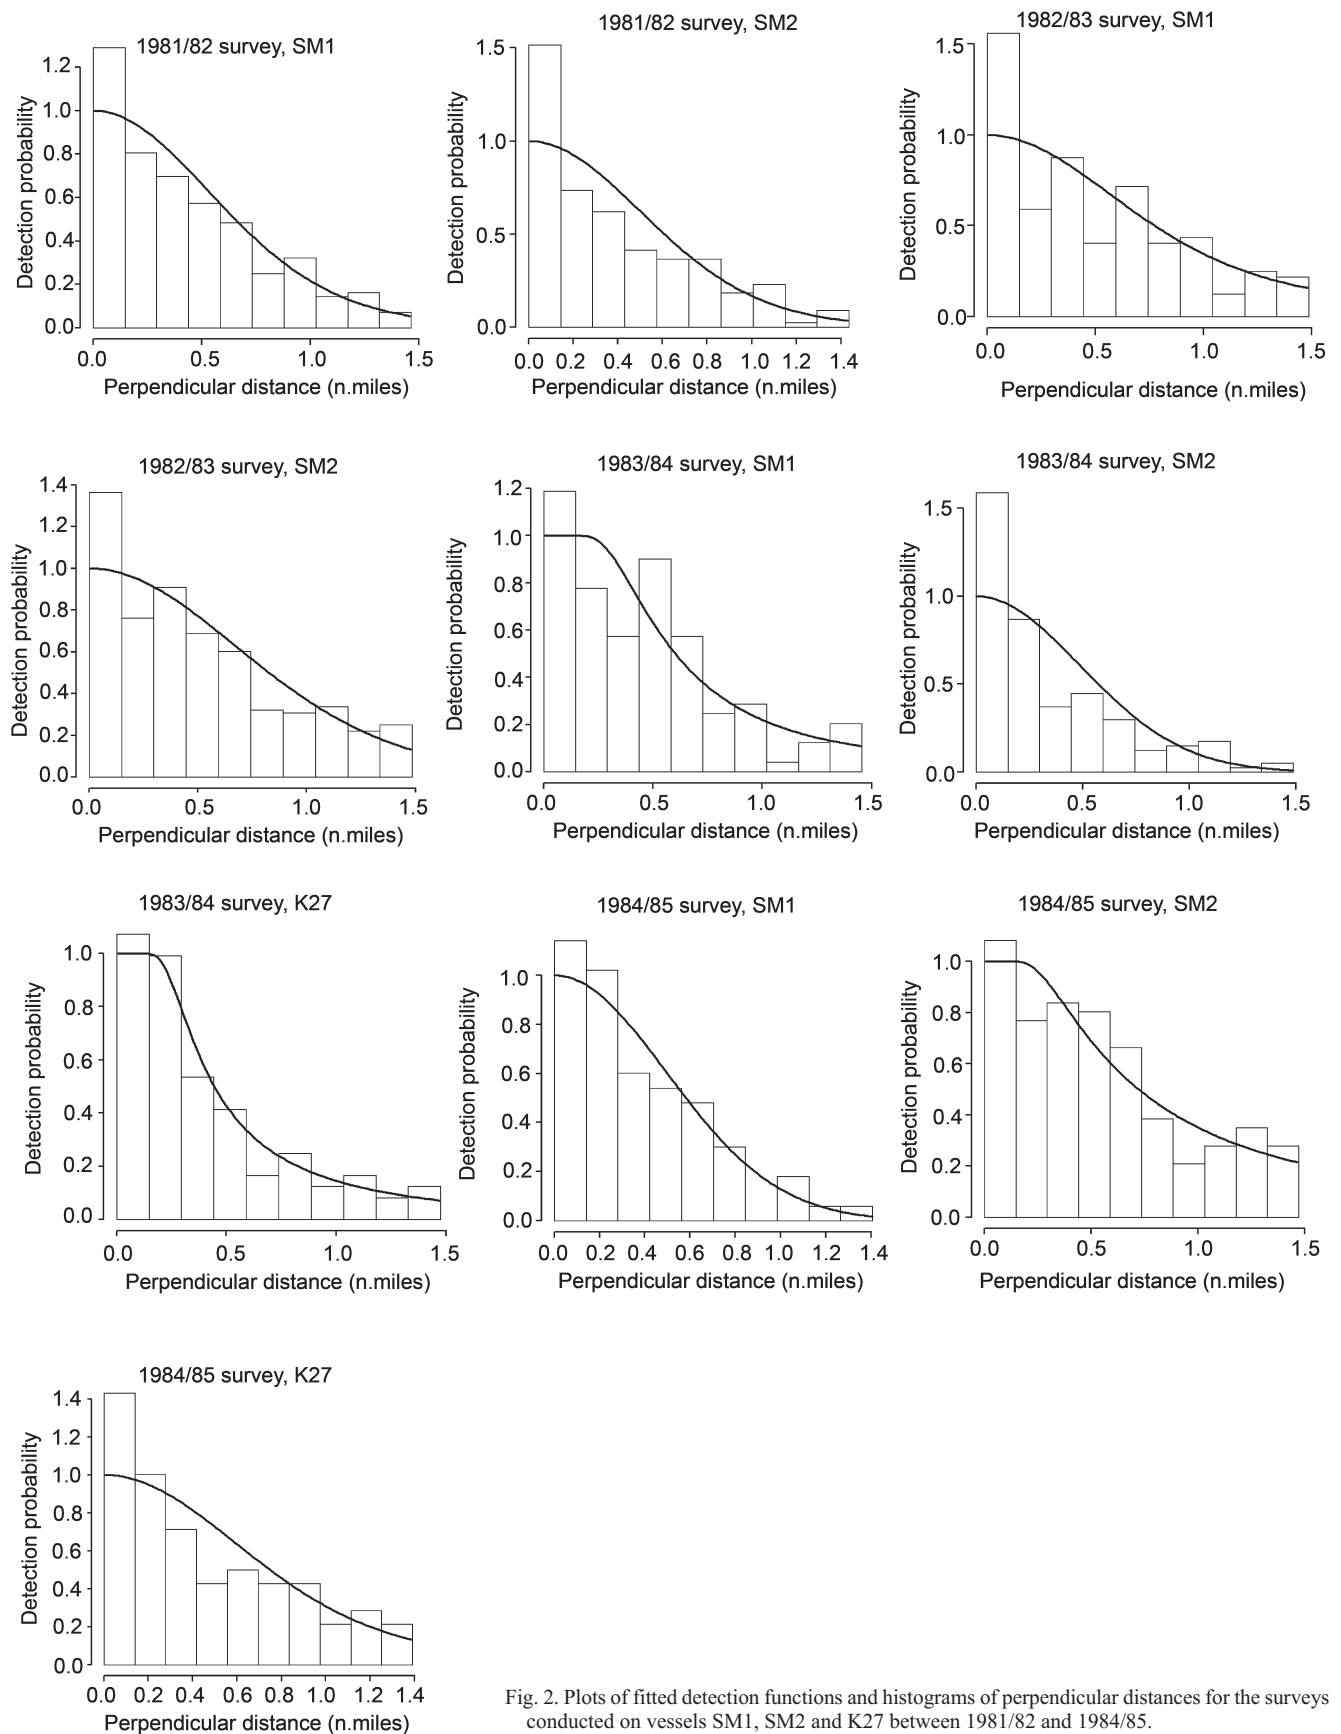 1981/82 survey, SM1
1.2
1.0
0.8
0.6
0.4
0.2
0.0
Detection probability
0.0 0.5 1.0 1.5
Perpendicular distance (n.miles)
1981/82 survey, SM2
1.5
1.0
0.5
0.0
Detection probability
0.0 0.2 0.4 0.6 0.8 1.0 1.2 1.4
Perpendicular distance (n.miles)
1982/83 survey, SM1
1.5
1.0
0.5
0.0
Detection probability
0.0 0.5 1.0 1.5
Perpendicular distance (n.miles)
1982/83 survey, SM2
1.4
1.2
1.0
0.8
0.6
0.4
0.2
0.0
Detection probability
0.0 0.5 1.0 1.5
Perpendicular distance (n.miles)
1983/84 survey, SM1
1.2
1.0
0.8
0.6
0.4
0.2
0.0
Detection probability
0.0 0.5 1.0 1.5
Perpendicular distance (n.miles)
1983/84 survey, SM2
1.5
1.0
0.5
0.0
Detection probability
0.0 0.5 1.0 1.5
Perpendicular distance (n.miles)
1983/84 survey, K27
1.0
0.8
0.6
0.4
0.2
0.0
Detection probability
0.0 0.5 1.0 1.5
Perpendicular distance (n.miles)
1984/85 survey, SM1
1.0
0.8
0.6
0.4
0.2
0.0
Detection probability
0.0 0.2 0.4 0.6 0.8 1.0 1.2 1.4
Perpendicular distance (n.miles)
1984/85 survey, SM2
1.0
0.8
0.6
0.4
0.2
0.0
Detection probability
0.0 0.5 1.0 1.5
Perpendicular distance (n.miles)
1984/85 survey, K27
1.4
1.2
1.0
0.8
0.6
0.4
0.2
0.0
Detection probability
0.0 0.2 0.4 0.6 0.8 1.0 1.2 1.4
Perpendicular distance (n.miles)
Fig. 2. Plots of fitted detection functions and histograms of perpendicular distances for the surveys
conducted on vessels SM1, SM2 and K27 between 1981/82 and 1984/85.